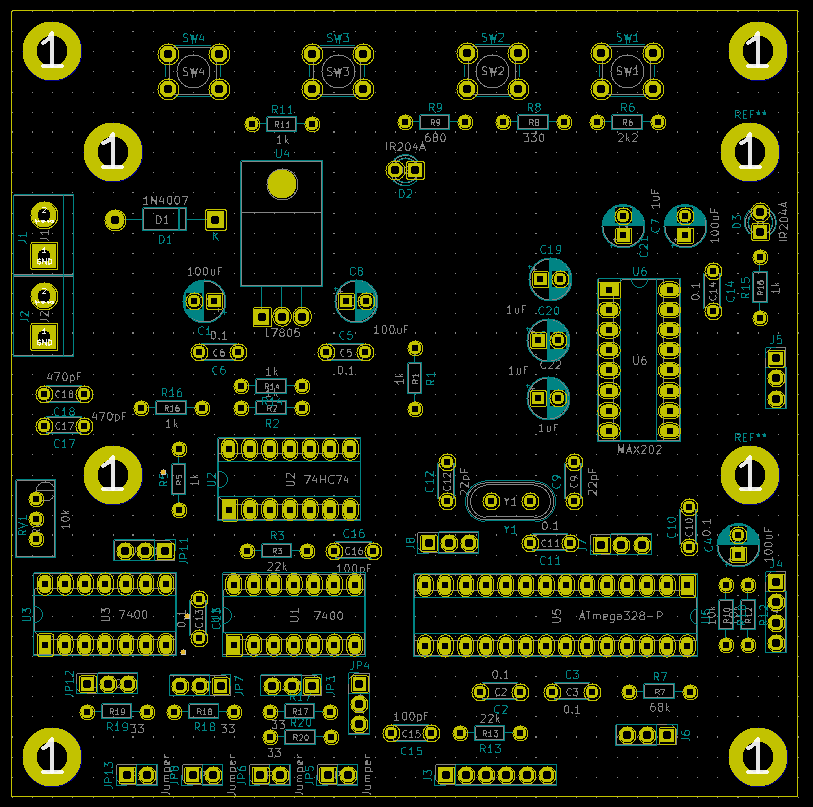 SW4
SW3
SW2
SW1
1
SW4
SW3
SW2
SW1
1
R11
R9
R8
R6
REF**
R11
R9
R8
R6
1k
680
330
2k2
IR204A
1
U4
1
D2
1N4007
D1
D1
K
J1
GND
C21
C7
1uF
100uF
D3
IR204A
C19
100uF
C8
U6
C1
1uF
C20
100uF
J2
GND
0.1
C14
C14
R15
R16
1k
L7805
0.1
C5
C6
C5
C6
0.1
1uF
C22
U6
J5
1k
R1
R1
1k
R14
470pF
C18
C18
R16
R16
1k
R2
R2
470pF
C17
C17
1uF
MAX202
REF**
1
R5
1k
U2
U2
74HC74
C12
C12
22pF
Y1
Y1
C9
C9
22pF
1
RV1
10k
JP11
R3
R3
22k
C16
C16
100pF
J8
0.1
C11
C11
J7
C10
C10
0.1
C4
100uF
U3
U3
7400
0.1
C13
U1
7400
U5
ATmega328-P
10k
R10
R12
R12
J4
JP12
JP7
JP3
JP4
0.1
C2
C2
C3
C3
0.1
R7
R7
68k
R19
R19
33
R18
R18
33
R17
R17
33
R20
R20
33
100pF
C15
C15
22k
R13
R13
J6
1
JP13
Jumper
JP8
Jumper
JP6
Jumper
JP5
Jumper
J3
1